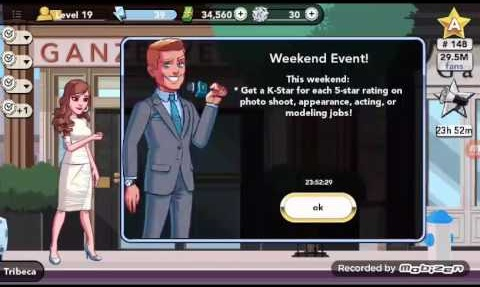 Level 19
39
34,560
30
A
# 148
29.5M
fans
+1
Weekend Event!
This weekend:
* Get a K-Star for each 5-star rating on
photo shoot, appearance, acting, or
modeling jobs!
23:52:29
ok
23h 52m
Tribeca
Recorded by Mobizen